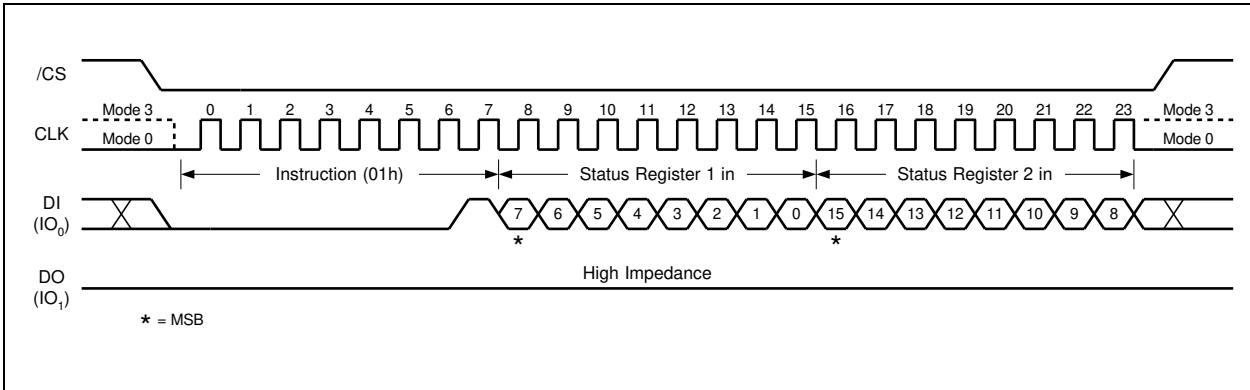 /CS
Mode 3 0 1 2 3 4 5 6 7 8 9 10 11 12 13 14 15 16 17 18 19 20 21 22 23 Mode 3
CLK
Mode 0 Mode 0
Instruction (01h) Status Register 1 in Status Register 2 in
DI
(IO0)
7 6 5 4 3 2 1 0 15 14 13 12 11 10 9 8
* *
High Impedance
DO
(IO1)
* = MSB